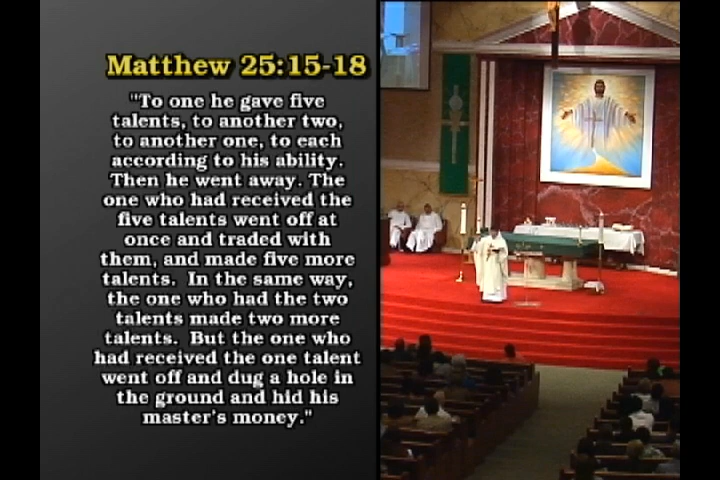 Matthew 25:15-18
"To one he gave five
talents, to another two,
to another one, to each
according to his ability.
Then he went away. The
one who had received the
five talents went off at
once and traded with
them, and made five more
talents. In the same way,
the one who had the two
talents made two more
talents. But the one who
had received the one talent
went off and dug a hole in
the ground and hid his
master's money."